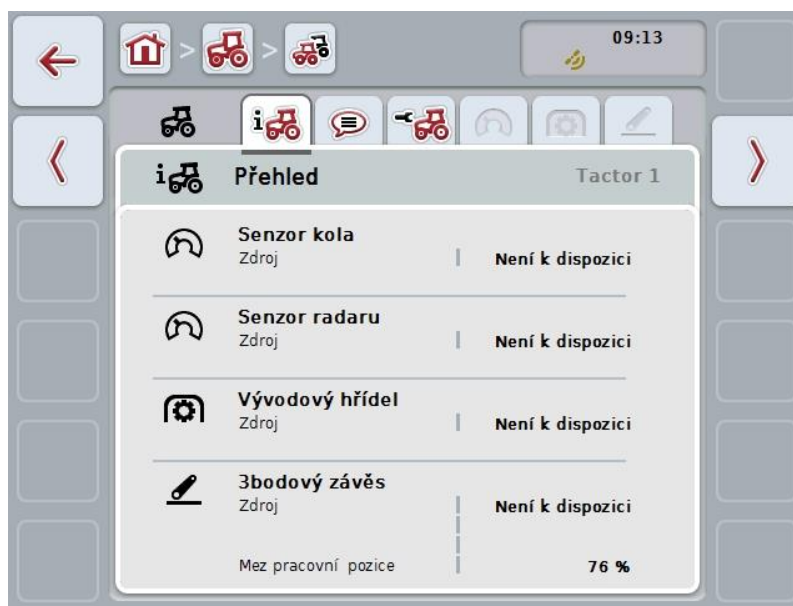 09:13
Přehled
Tactor 1
Senzor kola
Zdroj
Není k dispozici
Senzor radaru
Zdroj
Není k dispozici
Vývodový hřídel
Zdroj
Není k dispozici
3bodový závěs
Zdroj
Není k dispozici
Mez pracovní pozice
76 %